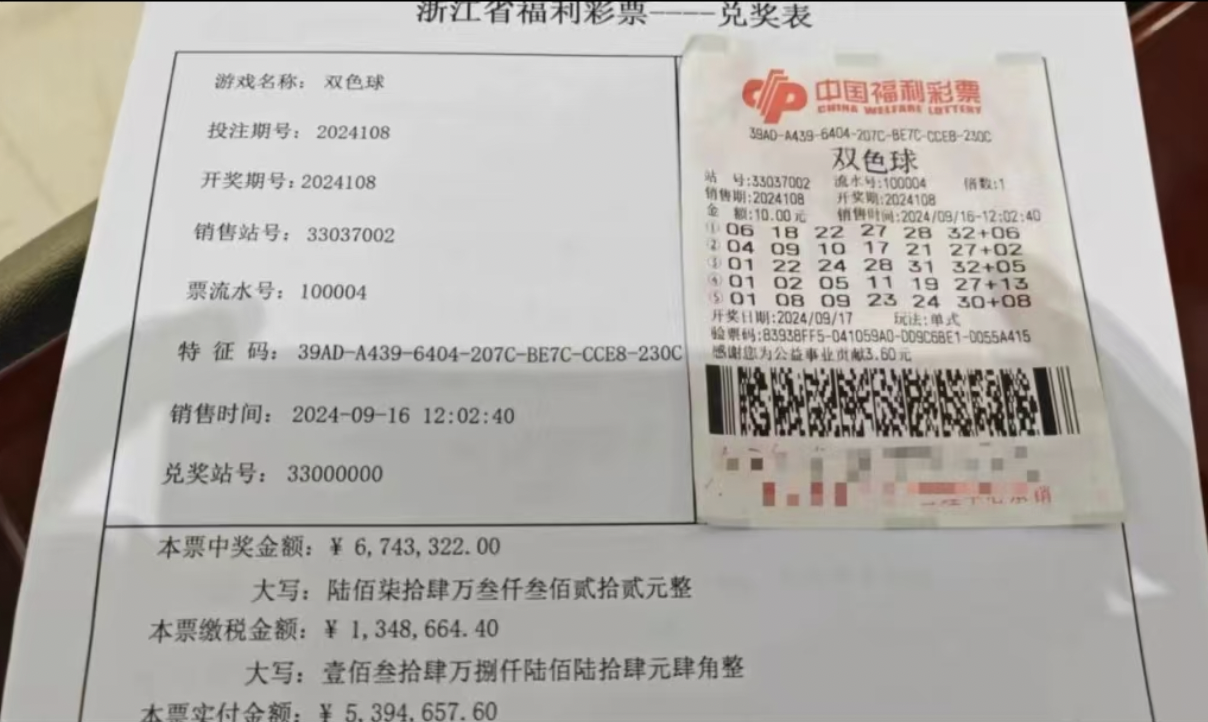 浙江省福利彩票----兑奖表
游戏名称： 双色球
投注期号： 2024108
开奖期号：2024108
销售站号： 33037002
票流水号： 100004
特 征 码： 39AD-A439-6404-207C-BE7C-CCE8-230C
销售时间： 2024-09-16 12:02:40
兑奖站号： 33000000
中国福利彩票
CHINA WELFARE LOTTERY
39AD-A439-6404-207C-BE7C-CCE8-230C
双色球
站 号:33037002 流水号:100004 倍数:1
销售期:2024108 开奖期:2024108
金 额:10.00元 销售时间:2024/09/16-12:02:40
① 06 18 22 27 28 32+06
② 04 09 10 17 21 27+02
③ 01 22 24 28 31 32+05
④ 01 02 05 11 19 27+13
⑤ 01 08 09 23 24 30+08
开奖日期:2024/09/17 玩法:单式
验票码:83938FF5-041059A0-0D9C6BE1-0055A415
感谢您为公益事业贡献3.60元
本票中奖金额：￥ 6,743,322.00
大写： 陆佰柒拾肆万叁仟叁佰贰拾贰元整
本票缴税金额：￥ 1,348,664.40
大写： 壹佰叁拾肆万捌仟陆佰陆拾肆元肆角整
本票实付金额：￥ 5,394,657.60